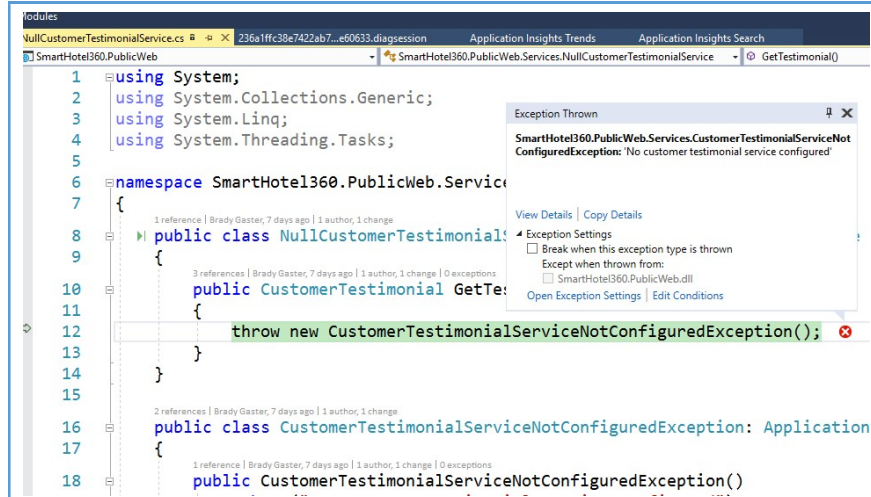 Modules
NullCustomerTestimonialService.cs 236a1ffc38e7422ab7...e60633.diagsession Application Insights Trends Application Insights Search
SmartHotel360.PublicWeb SmartHotel360.PublicWeb.Services.NullCustomerTestimonialService GetTestimonial()
1 using System;
2 using System.Collections.Generic;
3 using System.Linq;
4 using System.Threading.Tasks;
5
6 namespace SmartHotel360.PublicWeb.Service
7 {
1 reference | Brady Gaster, 7 days ago | 1 author, 1 change
8 public class NullCustomerTestimonialS
9 {
3 references | Brady Gaster, 7 days ago | 1 author, 1 change | 0 exceptions
10 public CustomerTestimonial GetTes
11 {
12 throw new CustomerTestimonialServiceNotConfiguredException();
13 }
14 }
15
2 references | Brady Gaster, 7 days ago | 1 author, 1 change
16 public class CustomerTestimonialServiceNotConfiguredException: Application
17 {
1 reference | Brady Gaster, 7 days ago | 1 author, 1 change | 0 exceptions
18 public CustomerTestimonialServiceNotConfiguredException()
Exception Thrown
SmartHotel360.PublicWeb.Services.CustomerTestimonialServiceNot
ConfiguredException: 'No customer testimonial service configured'
View Details | Copy Details
Exception Settings
Break when this exception type is thrown
Except when thrown from:
SmartHotel360.PublicWeb.dll
Open Exception Settings | Edit Conditions